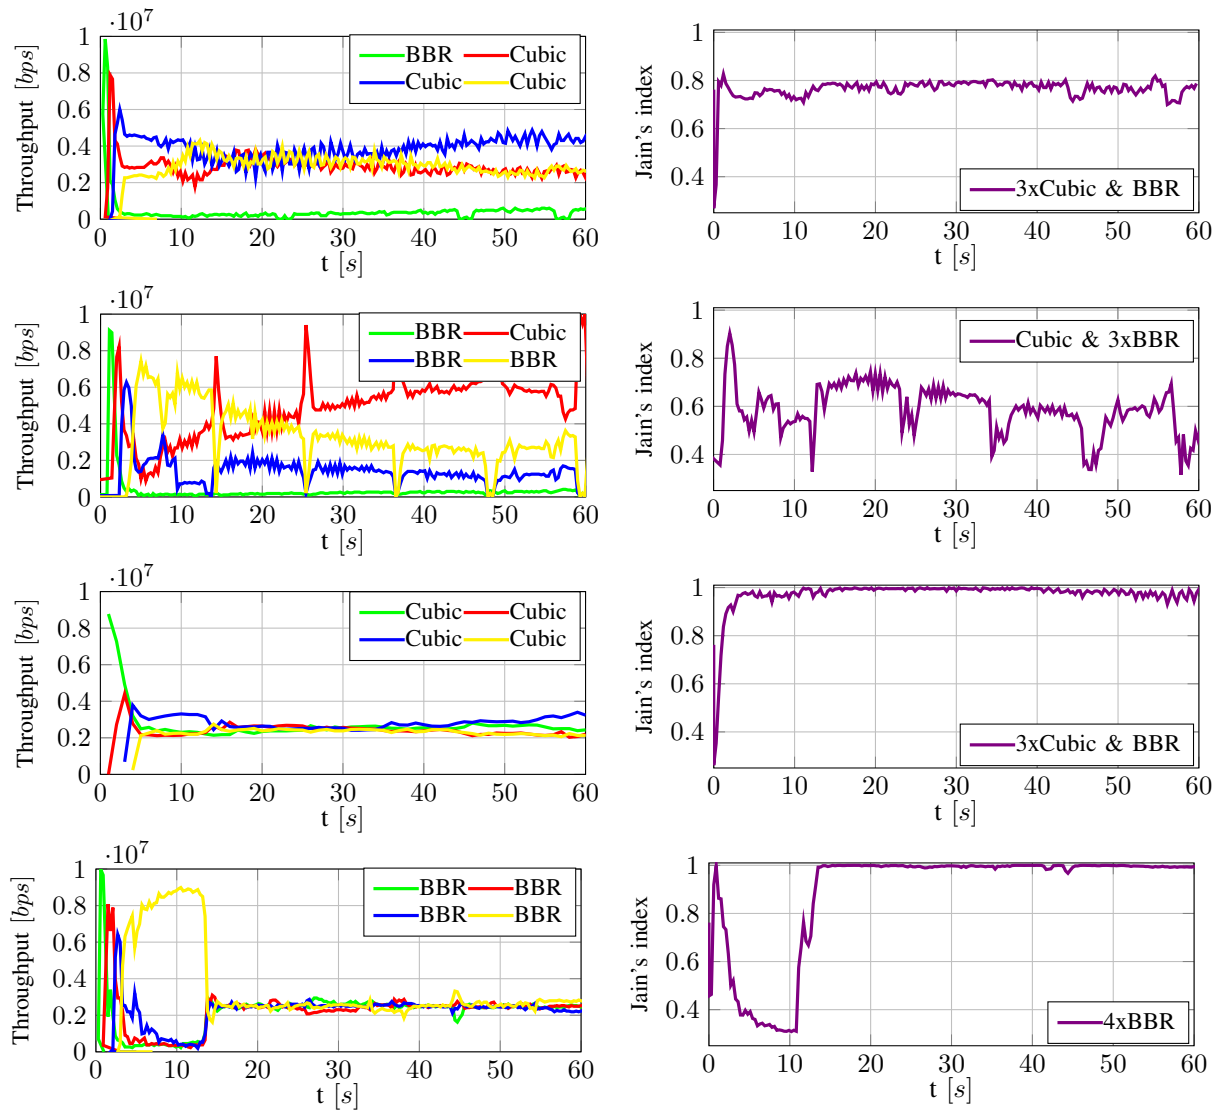 ·10⁷
1
0.8
0.6
0.4
0.2
0
0 10 20 30 40 50 60
t [s]
Throughput [bps]
BBR Cubic
Cubic Cubic
1
0.8
0.6
0.4
0 10 20 30 40 50 60
t [s]
Jain's index
3xCubic & BBR
·10⁷
1
0.8
0.6
0.4
0.2
0
0 10 20 30 40 50 60
t [s]
Throughput [bps]
BBR Cubic
BBR BBR
1
0.8
0.6
0.4
0 10 20 30 40 50 60
t [s]
Jain's index
Cubic & 3xBBR
·10⁷
1
0.8
0.6
0.4
0.2
0
0 10 20 30 40 50 60
t [s]
Throughput [bps]
Cubic Cubic
Cubic Cubic
1
0.8
0.6
0.4
0 10 20 30 40 50 60
t [s]
Jain's index
3xCubic & BBR
·10⁷
1
0.8
0.6
0.4
0.2
0
0 10 20 30 40 50 60
t [s]
Throughput [bps]
BBR BBR
BBR BBR
1
0.8
0.6
0.4
0 10 20 30 40 50 60
t [s]
Jain's index
4xBBR